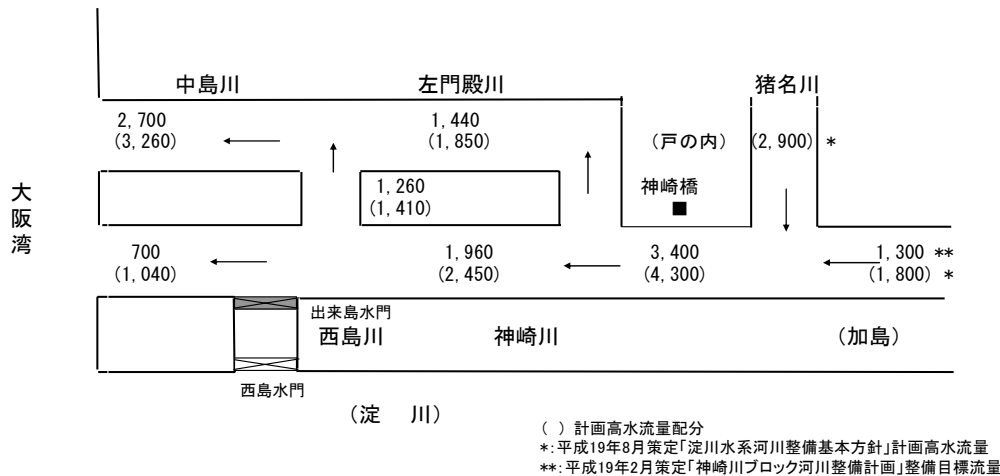 中島川
左門殿川
猪名川
2,700
(3,260)
1,440
(1,850)
(戸の内)
(2,900) *
1,260
(1,410)
神崎橋
大阪湾
700
(1,040)
1,960
(2,450)
3,400
(4,300)
1,300 **
(1,800) *
出来島水門
西島川
神崎川
(加島)
西島水門
(淀 川)
( ) 計画高水流量配分
*:平成19年8月策定「淀川水系河川整備基本方針」計画高水流量
**:平成19年2月策定「神崎川ブロック河川整備計画」整備目標流量